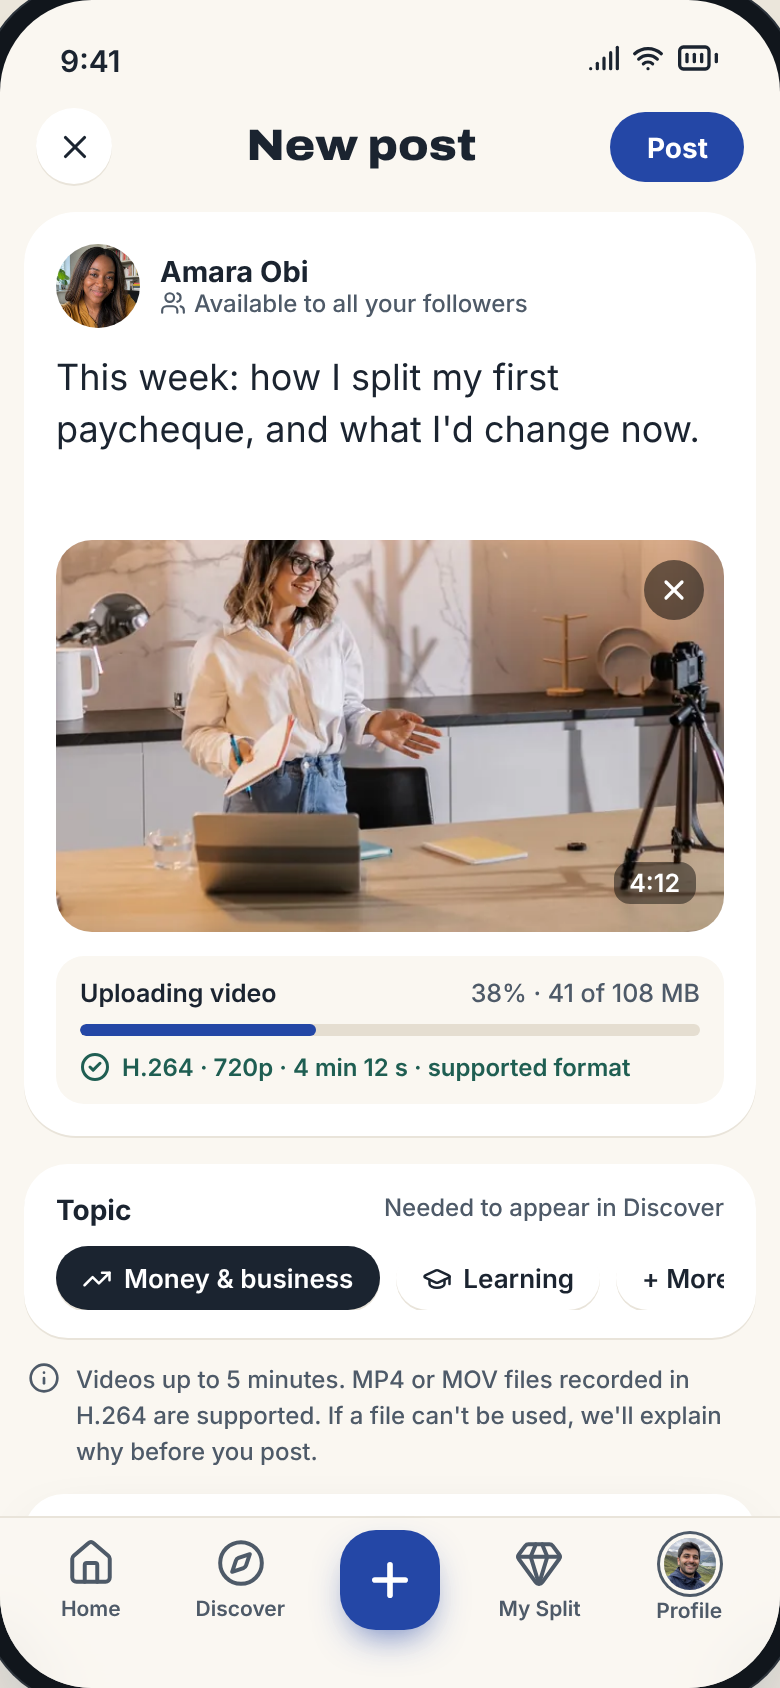 9:41
New post
Post
Amara Obi
Available to all your followers
This week: how I split my first
paycheque, and what I'd change now.
4:12
Uploading video
38% · 41 of 108 MB
H.264 · 720p · 4 min 12 s · supported format
Topic
Needed to appear in Discover
Money & business
Learning
+ More
Videos up to 5 minutes. MP4 or MOV files recorded in
H.264 are supported. If a file can't be used, we'll explain
why before you post.
Home
Discover
My Split
Profile